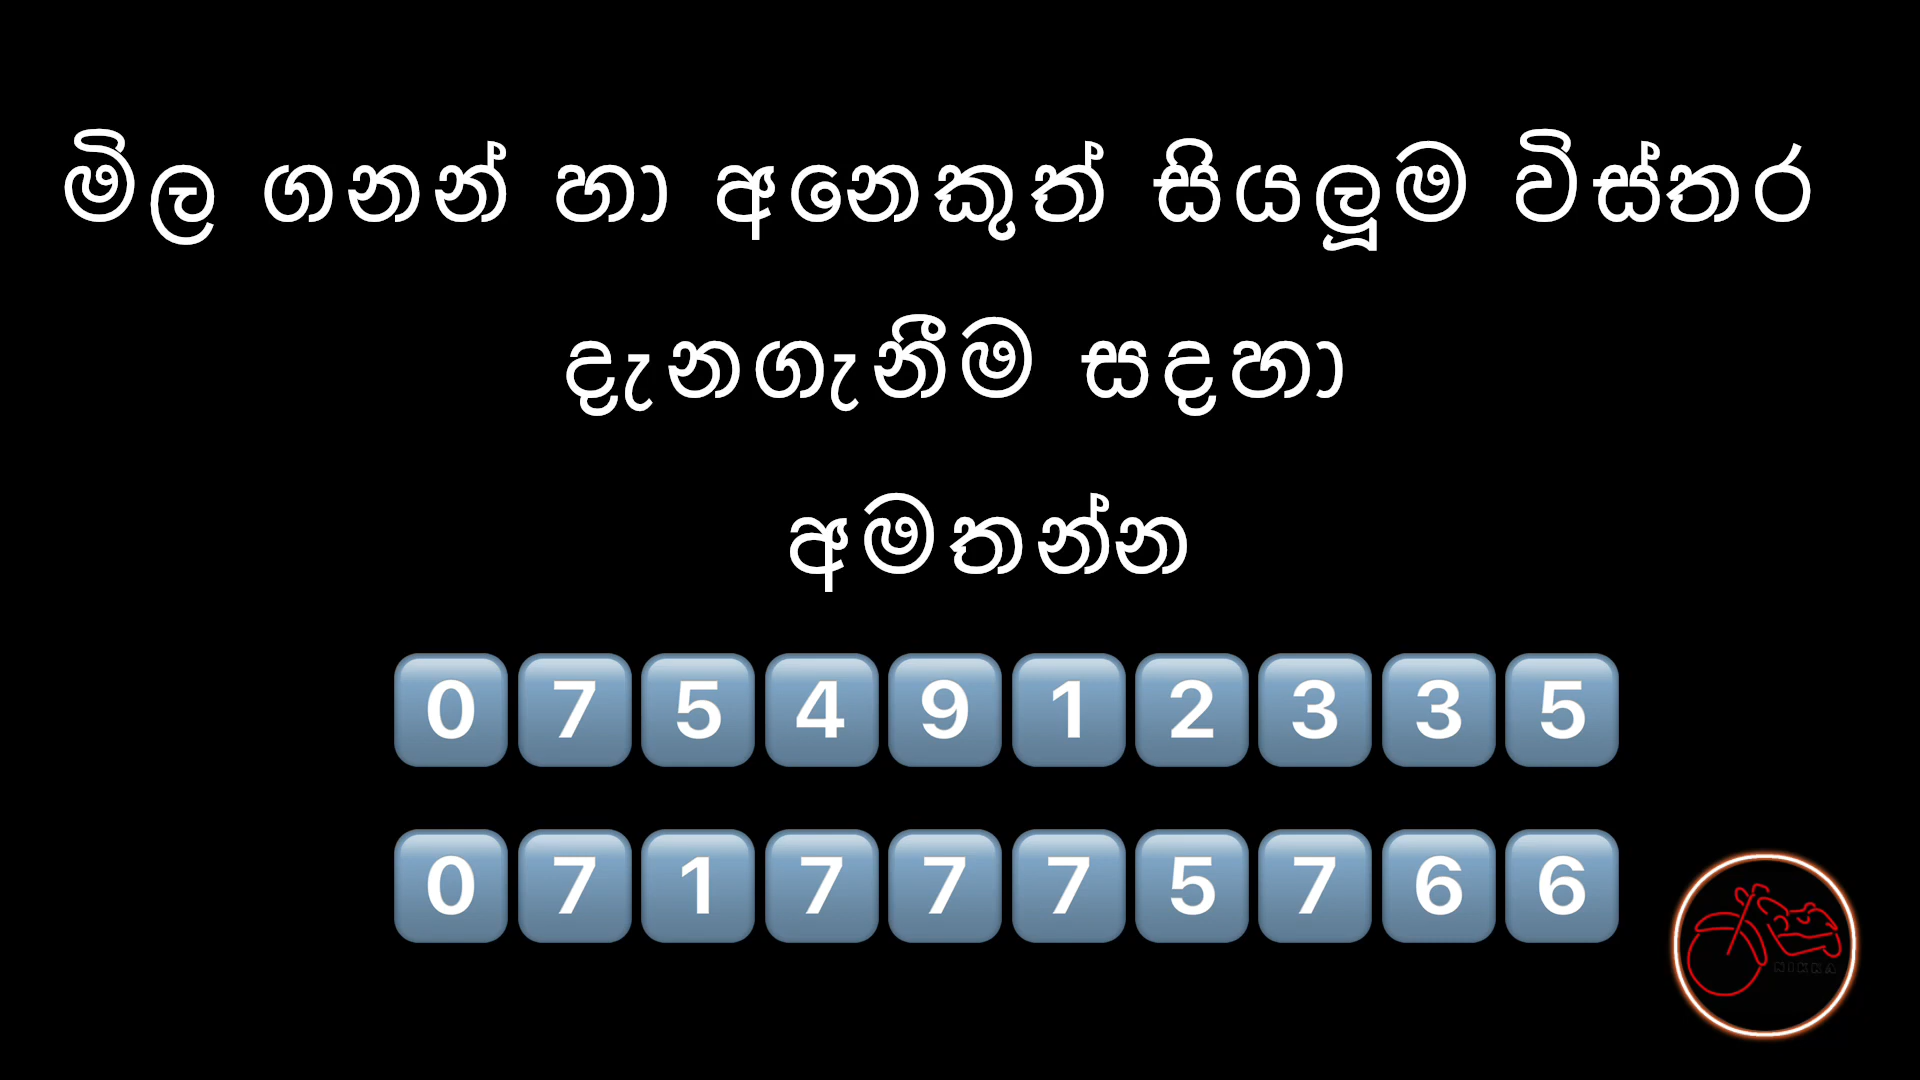 මිල ගනන් හා අනෙකුත් සියලූම විස්තර
දැනගැනීම සදහා
අමතන්න
0754912335
0717775766